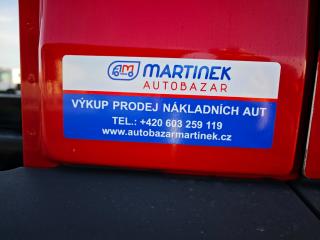 AM MARTINEK
AUTOBAZAR
VÝKUP PRODEJ NÁKLADNÍCH AUT
TEL.: +420 603 259 119
www.autobazarmartinek.cz